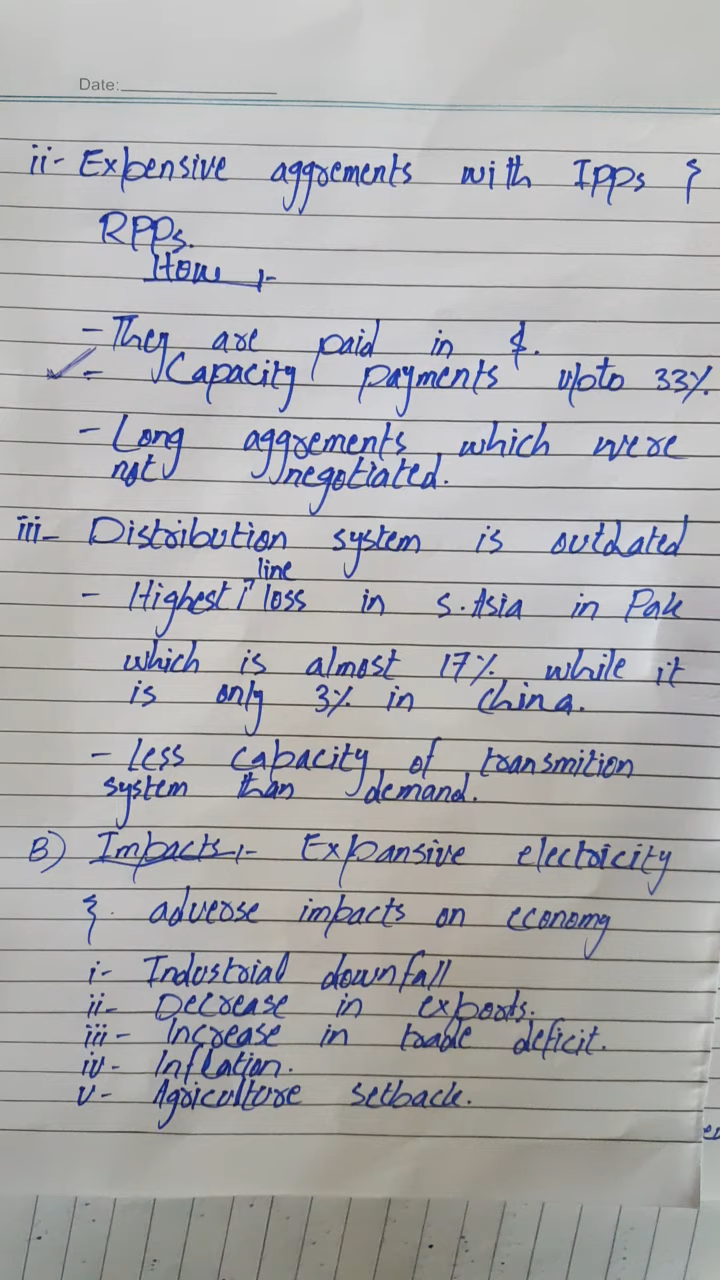 Date:
ii- Expensive aggrements with IPPs &
RPPs.
How :-
- They are paid in $.
- Capacity payments upto 33%.
- Long aggrements which were
not negotiated.
iii- Distribution system is outdated
line
- Highest loss in S.Asia in Pak
which is almost 17% while it
is only 3% in China.
- Less capacity of transmition
system than demand.
B) Impacts:- Expansive electricity
& adverse impacts on economy
i- Industrial downfall
ii- Decrease in exports.
iii- Increase in trade deficit.
iv- Inflation.
v- Agriculture setback.